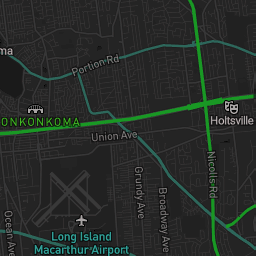 ma
Portion Rd
ONKONKOMA
Holtsville
Union Ave
Nicolls Rd
Grundy Ave
Broadway Ave
Ocean Ave
Long Island
Macarthur Airport